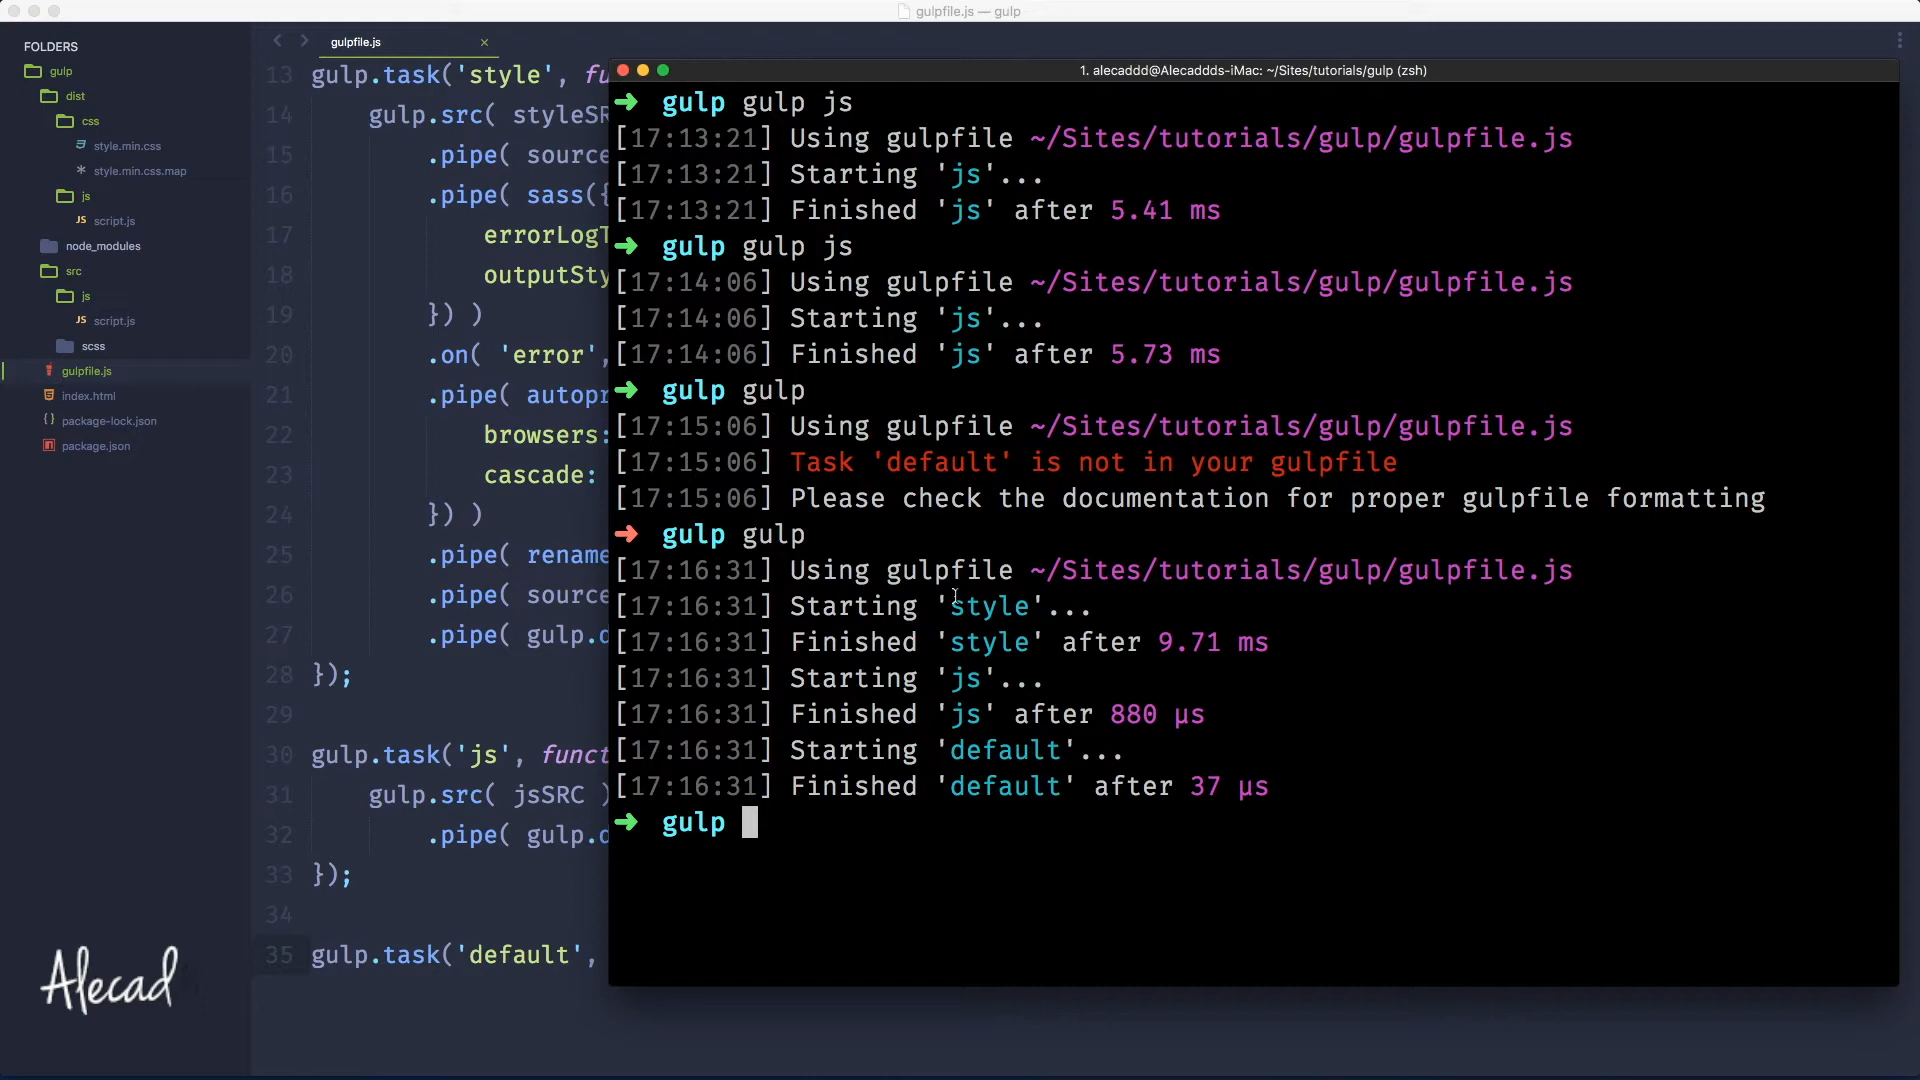 gulpfile.js — gulp
FOLDERS
gulp
dist
css
style.min.css
style.min.css.map
js
JS script.js
node_modules
src
js
JS script.js
scss
gulpfile.js
index.html
package-lock.json
package.json
Alecad
gulpfile.js
13 gulp.task('style', fu
14 gulp.src( styleSR
15 .pipe( source
16 .pipe( sass({
17 errorLogT
18 outputSty
19 }) )
20 .on( 'error',
21 .pipe( autopr
22 browsers:
23 cascade:
24 }) )
25 .pipe( rename
26 .pipe( source
27 .pipe( gulp.d
28 });
29
30 gulp.task('js', funct
31 gulp.src( jsSRC )
32 .pipe( gulp.d
33 });
34
35 gulp.task('default',
1. alecaddd@Alecaddds-iMac: ~/Sites/tutorials/gulp (zsh)
➜ gulp gulp js
[17:13:21] Using gulpfile ~/Sites/tutorials/gulp/gulpfile.js
[17:13:21] Starting 'js'...
[17:13:21] Finished 'js' after 5.41 ms
➜ gulp gulp js
[17:14:06] Using gulpfile ~/Sites/tutorials/gulp/gulpfile.js
[17:14:06] Starting 'js'...
[17:14:06] Finished 'js' after 5.73 ms
➜ gulp gulp
[17:15:06] Using gulpfile ~/Sites/tutorials/gulp/gulpfile.js
[17:15:06] Task 'default' is not in your gulpfile
[17:15:06] Please check the documentation for proper gulpfile formatting
➜ gulp gulp
[17:16:31] Using gulpfile ~/Sites/tutorials/gulp/gulpfile.js
[17:16:31] Starting 'style'...
[17:16:31] Finished 'style' after 9.71 ms
[17:16:31] Starting 'js'...
[17:16:31] Finished 'js' after 880 μs
[17:16:31] Starting 'default'...
[17:16:31] Finished 'default' after 37 μs
➜ gulp